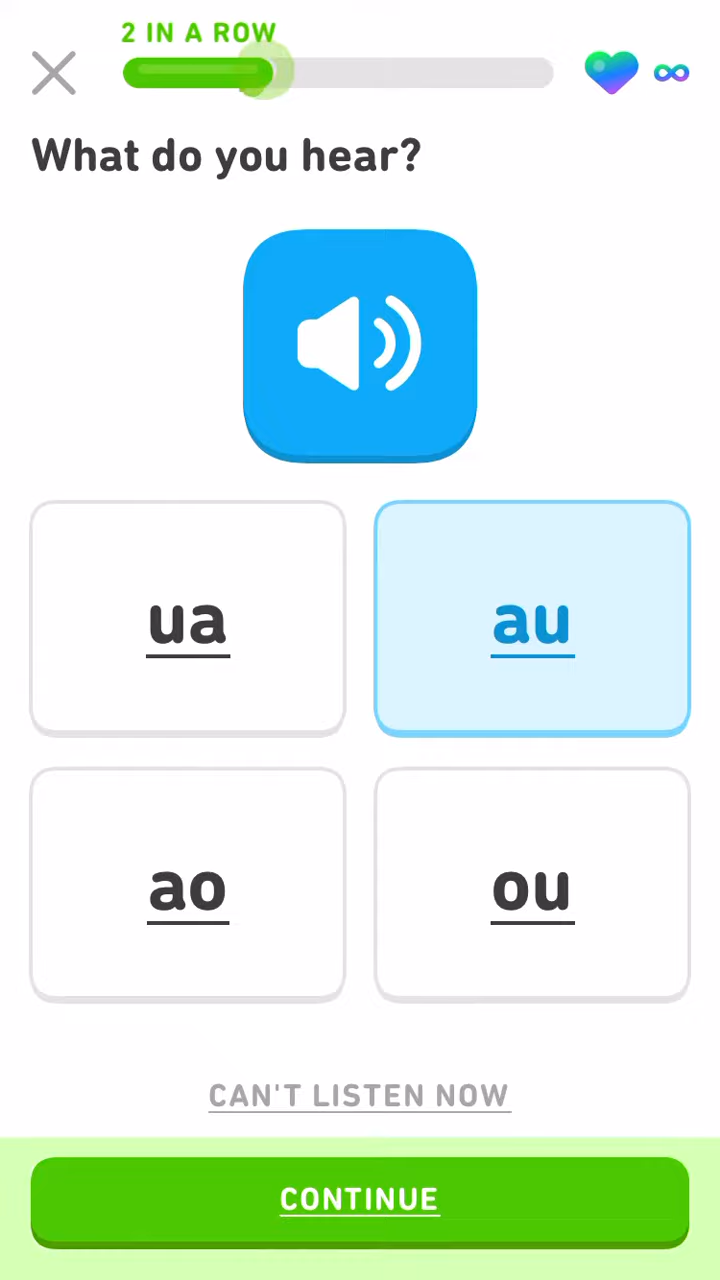 2 IN A ROW
What do you hear?
ua
au
ao
ou
CAN'T LISTEN NOW
CONTINUE